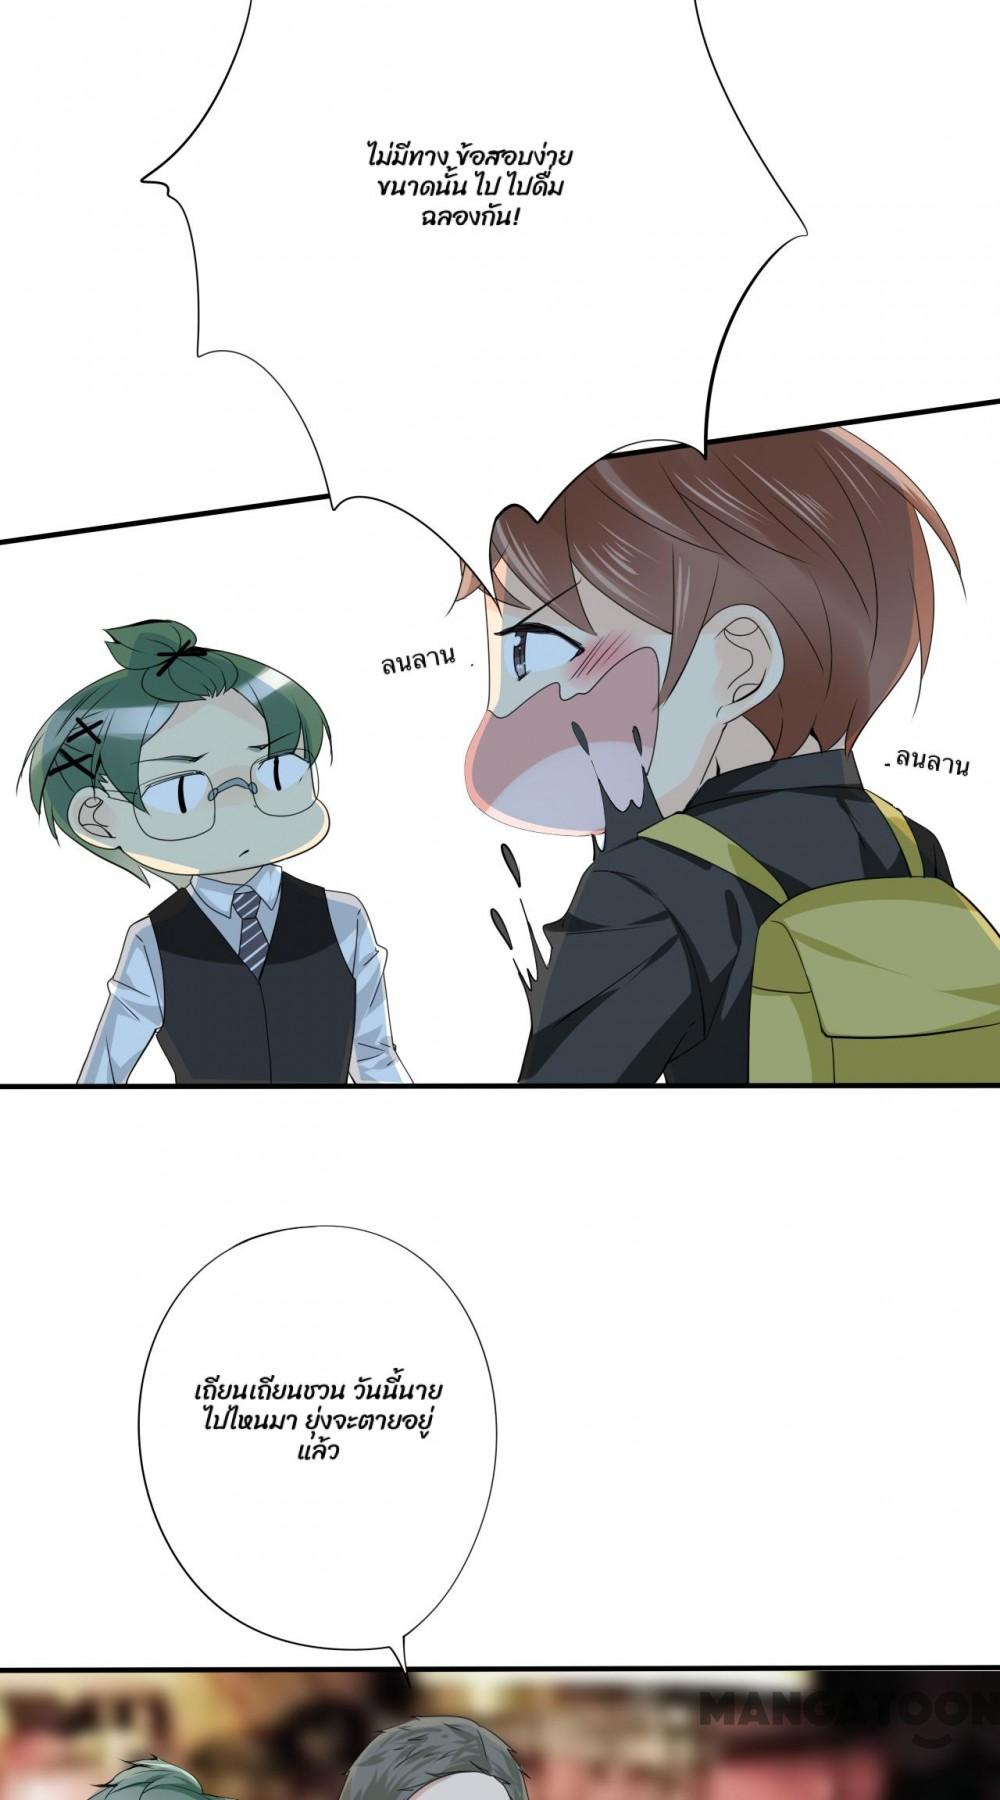 ไม่มีทาง ข้อสอบง่าย
ขนาดนั้น ไป ไปดื่ม
ฉลองกัน!
ลนลาน
ลนลาน
เถียนเถียนชวน วันนี้นาย
ไปไหนมา ยุ่งจะตายอยู่
แล้ว
MANGATOON